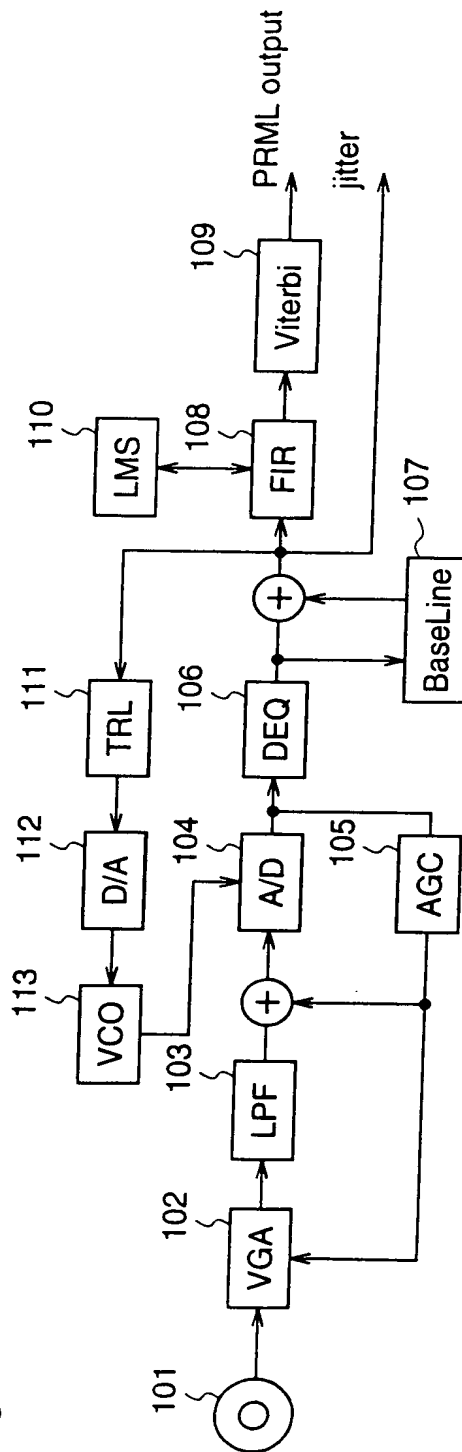 101
102
VGA
103
LPF
+
104
A/D
105
AGC
106
DEQ
107
BaseLine
+
108
FIR
109
Viterbi
110
LMS
111
TRL
112
D/A
113
VCO
PRML output
jitter